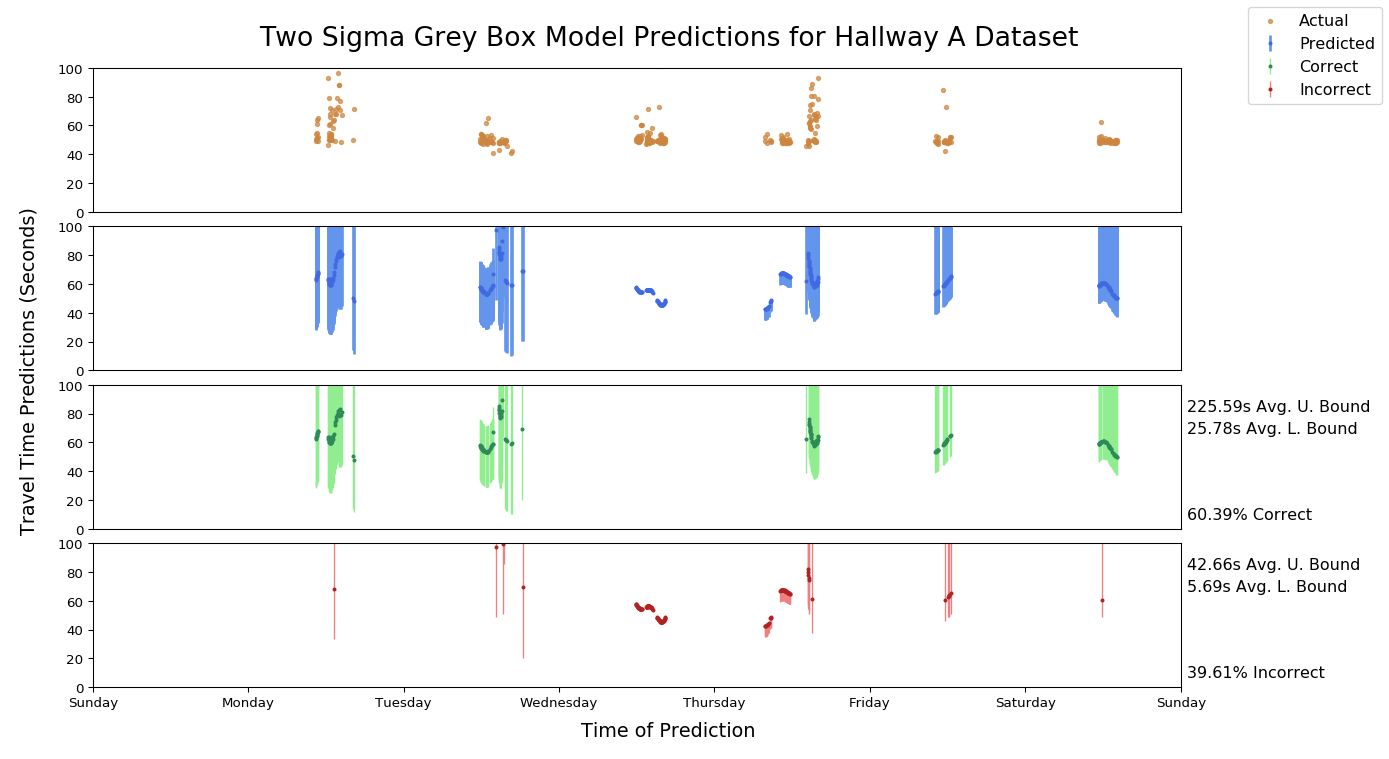 Two Sigma Grey Box Model Predictions for Hallway A Dataset
Actual
Predicted
Correct
Incorrect
Travel Time Predictions (Seconds)
100
80
60
40
20
0
100
80
60
40
20
0
100
80
60
40
20
0
225.59s Avg. U. Bound
25.78s Avg. L. Bound
60.39% Correct
100
80
60
40
20
0
42.66s Avg. U. Bound
5.69s Avg. L. Bound
39.61% Incorrect
Sunday Monday Tuesday Wednesday Thursday Friday Saturday Sunday
Time of Prediction